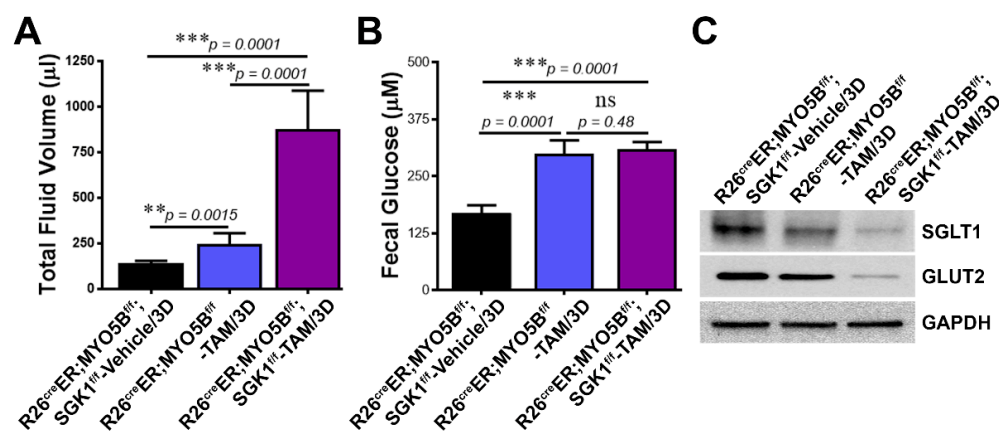 A
Total Fluid Volume (µl)
1250
1000
750
500
250
0
***p = 0.0001
***p = 0.0001
**p = 0.0015
R26creER;MYO5Bf/f;
SGK1f/f-Vehicle/3D
R26creER;MYO5Bf/f
-TAM/3D
R26creER;MYO5Bf/f;
SGK1f/f-TAM/3D
B
Fecal Glucose (µM)
500
375
250
125
0
***p = 0.0001
***
p = 0.0001
ns
p = 0.48
R26creER;MYO5Bf/f;
SGK1f/f-Vehicle/3D
R26creER;MYO5Bf/f
-TAM/3D
R26creER;MYO5Bf/f;
SGK1f/f-TAM/3D
C
R26creER;MYO5Bf/f;
SGK1f/f-Vehicle/3D
R26creER;MYO5Bf/f
-TAM/3D
R26creER;MYO5Bf/f;
SGK1f/f-TAM/3D
SGLT1
GLUT2
GAPDH